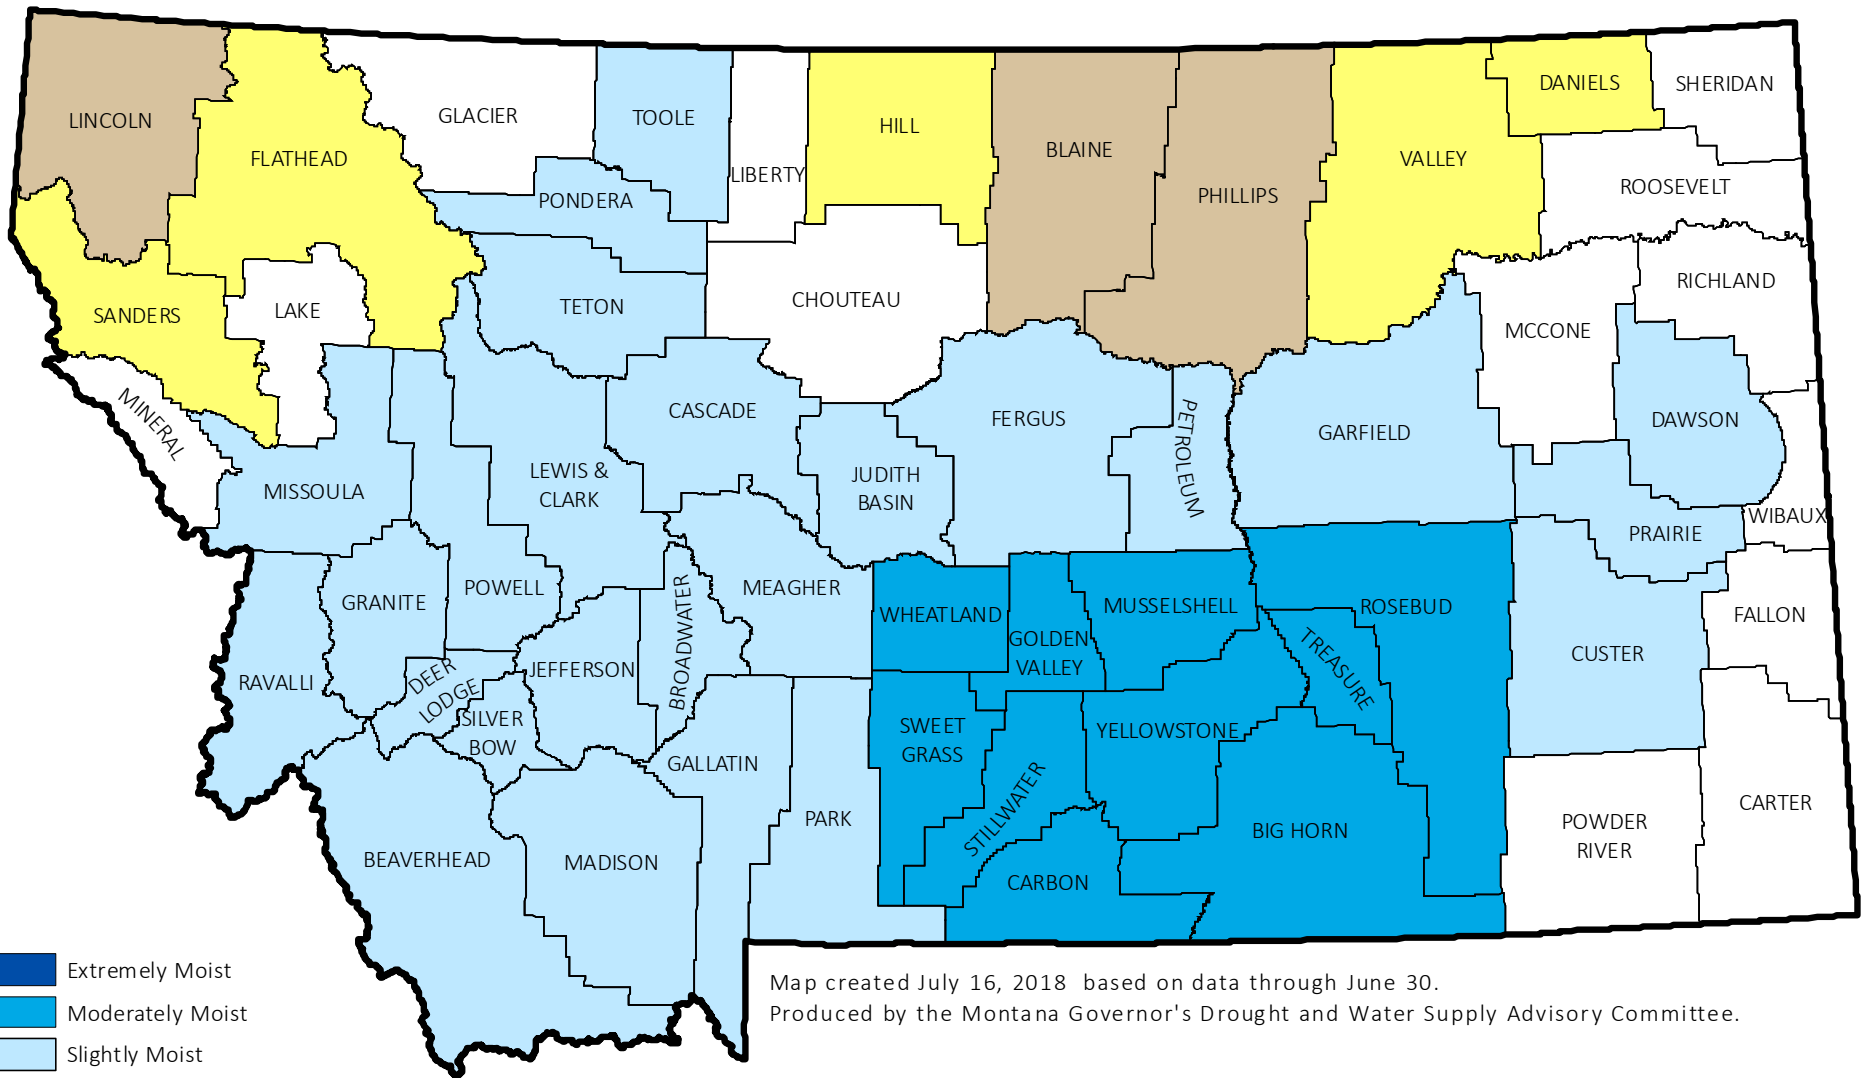 LINCOLN
FLATHEAD
GLACIER
TOOLE
LIBERTY
HILL
BLAINE
PHILLIPS
VALLEY
DANIELS
SHERIDAN
ROOSEVELT
PONDERA
SANDERS
LAKE
TETON
CHOUTEAU
MCCONE
RICHLAND
MINERAL
MISSOULA
LEWIS &
CLARK
CASCADE
JUDITH
BASIN
FERGUS
PETROLEUM
GARFIELD
DAWSON
PRAIRIE
WIBAUX
RAVALLI
GRANITE
POWELL
DEER
LODGE
SILVER
BOW
JEFFERSON
BROADWATER
MEAGHER
WHEATLAND
GOLDEN
VALLEY
MUSSELSHELL
TREASURE
ROSEBUD
CUSTER
FALLON
BEAVERHEAD
MADISON
GALLATIN
PARK
SWEET
GRASS
STILLWATER
YELLOWSTONE
CARBON
BIG HORN
POWDER
RIVER
CARTER
Extremely Moist
Moderately Moist
Slightly Moist
Map created July 16, 2018 based on data through June 30.
Produced by the Montana Governor's Drought and Water Supply Advisory Committee.